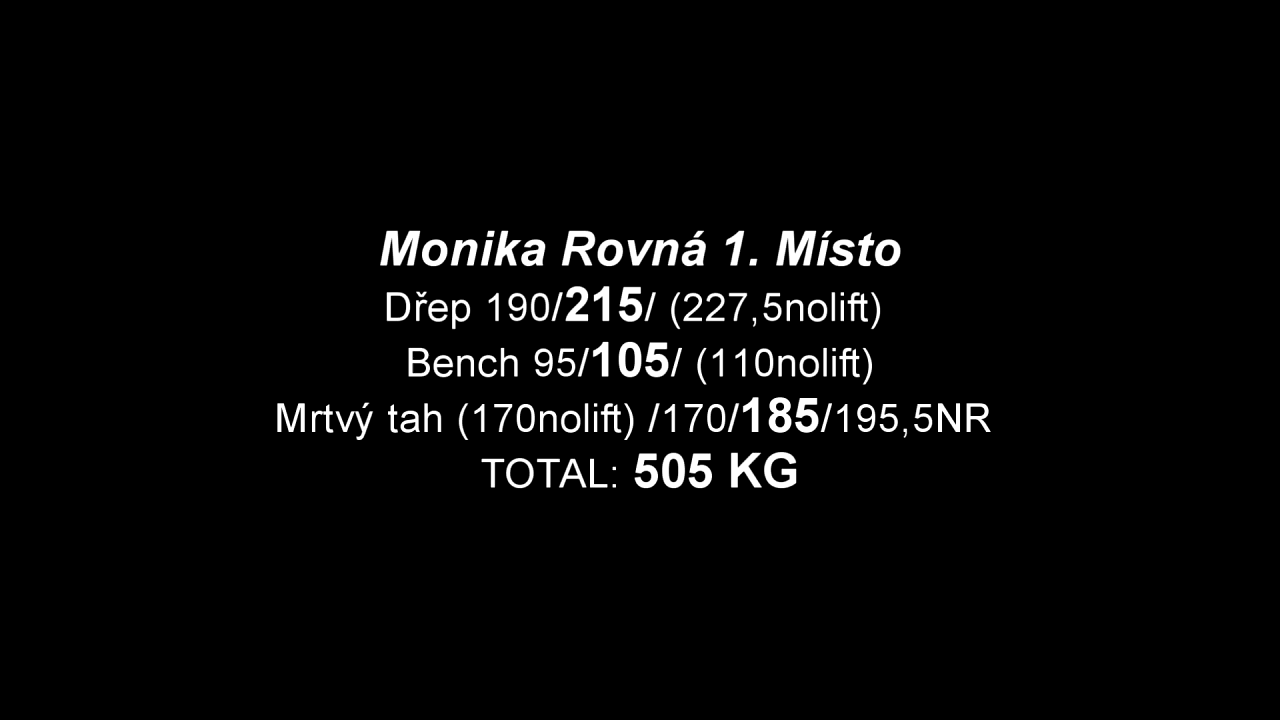 Monika Rovná 1. Místo
Dřep 190/215/ (227,5nolift)
Bench 95/105/ (110nolift)
Mrtvý tah (170nolift) /170/185/195,5NR
TOTAL: 505 KG